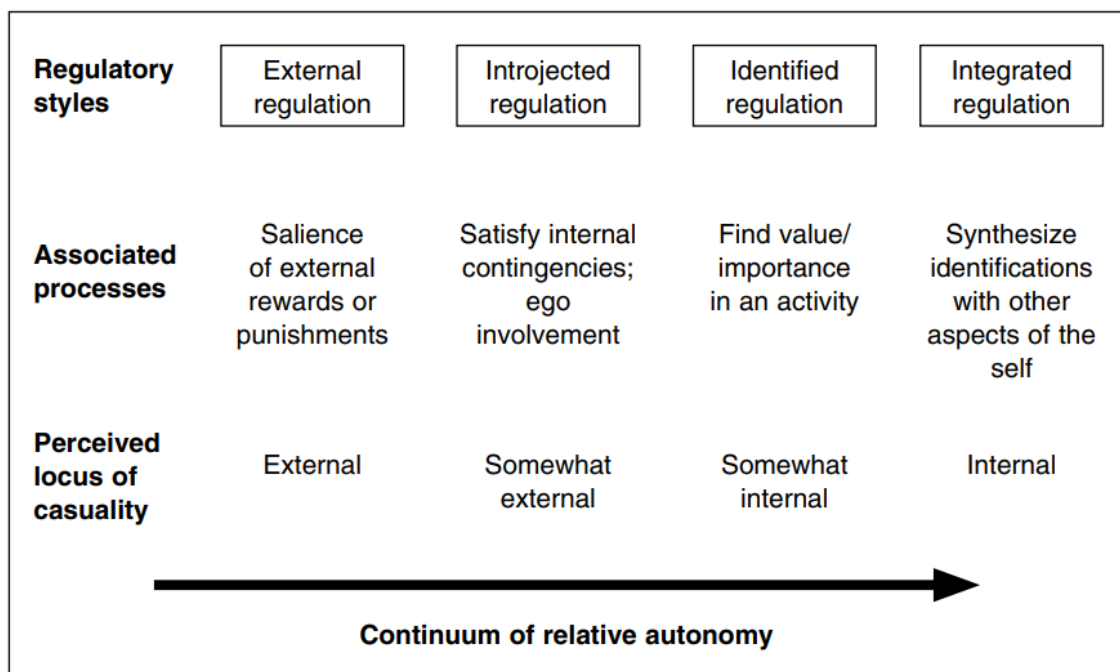 Regulatory
styles
External
regulation
Introjected
regulation
Identified
regulation
Integrated
regulation
Associated
processes
Salience
of external
rewards or
punishments
Satisfy internal
contingencies;
ego
involvement
Find value/
importance
in an activity
Synthesize
identifications
with other
aspects of the
self
Perceived
locus of
casuality
External
Somewhat
external
Somewhat
internal
Internal
Continuum of relative autonomy